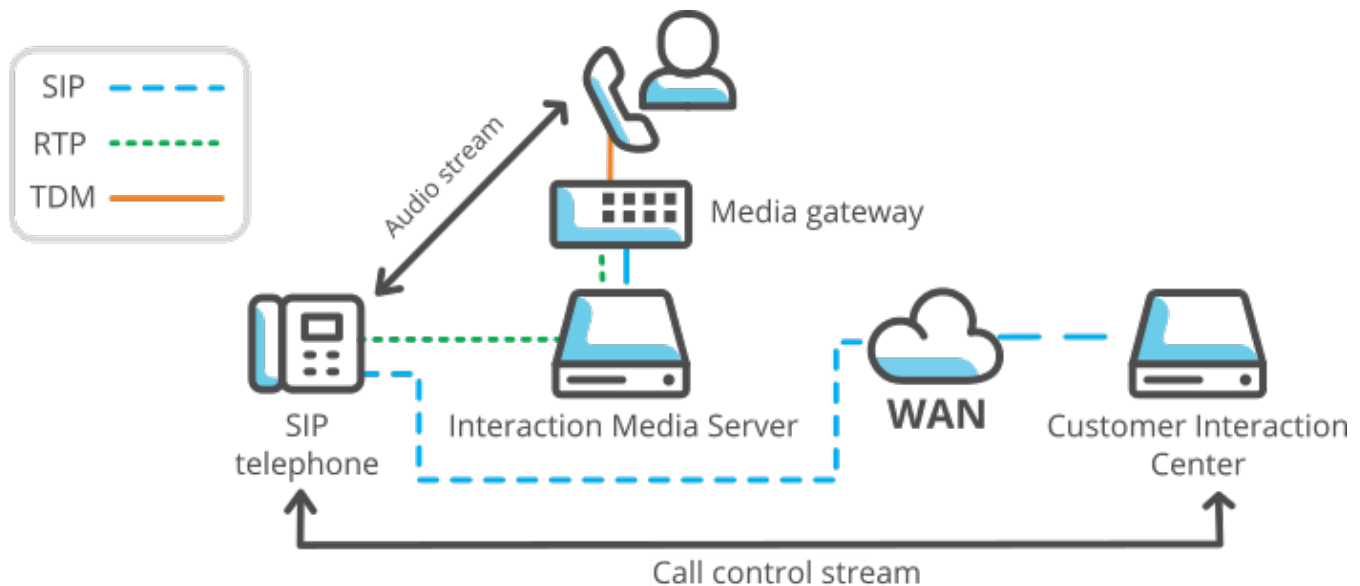 SIP
RTP
TDM
Audio stream
Media gateway
SIP
telephone
Interaction Media Server
WAN
Customer Interaction
Center
Call control stream